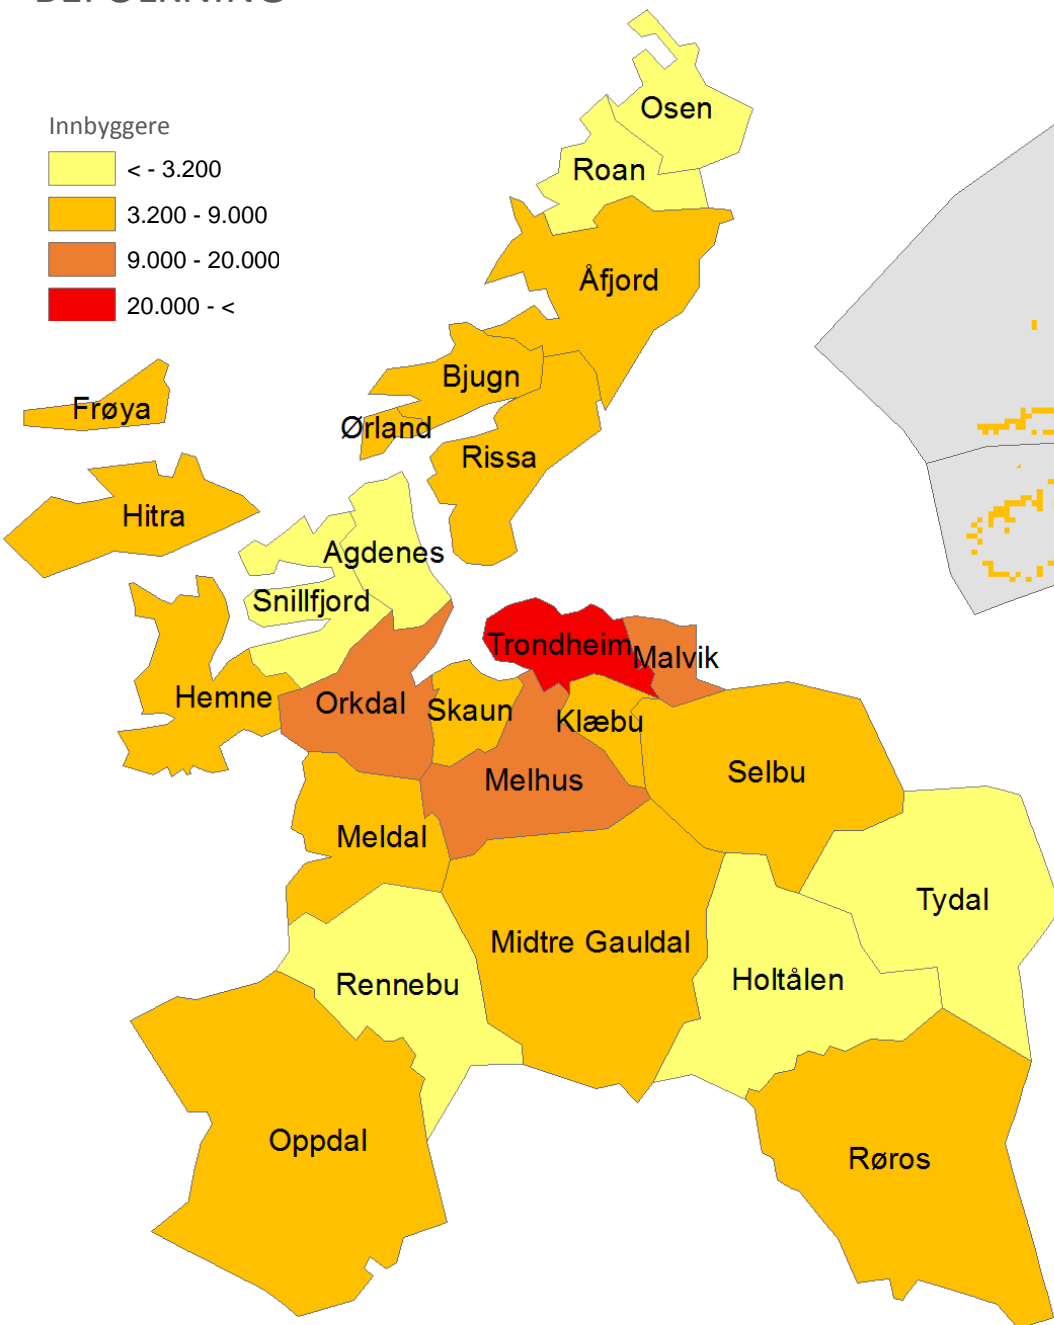 Innbyggere
< - 3.200
3.200 - 9.000
9.000 - 20.000
20.000 - <
Osen
Roan
Åfjord
Bjugn
Frøya
Ørland
Rissa
Hitra
Agdenes
Snillfjord
Trondheim
Malvik
Hemne
Orkdal
Skaun
Klæbu
Selbu
Melhus
Meldal
Tydal
Midtre Gauldal
Holtålen
Rennebu
Oppdal
Røros